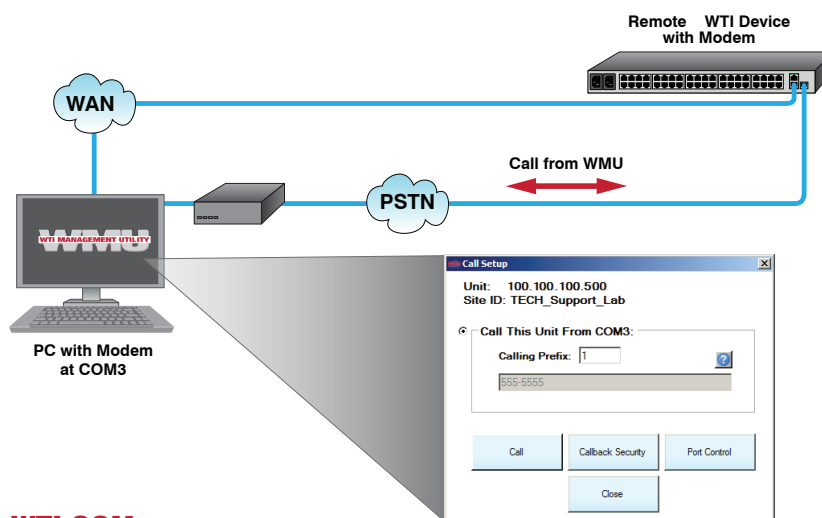 Remote WTI Device
with Modem
WAN
Call from WMU
PSTN
WMU
WTI MANAGEMENT UTILITY
PC with Modem
at COM3
Call Setup
Unit: 100.100.100.500
Site ID: TECH_Support_Lab
Call This Unit From COM3:
Calling Prefix: 1
?
555-5555
Call
Callback Security
Port Control
Close
WTI.COM